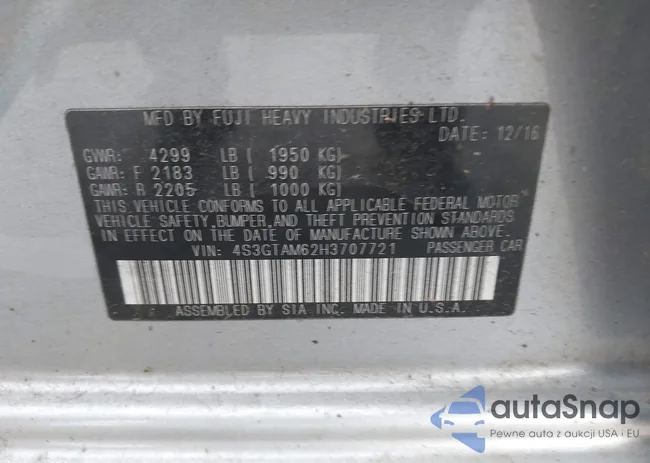 MFD BY FUJI HEAVY INDUSTRIES LTD.
DATE: 12/16
GVWR: 4299 LB ( 1950 KG)
GAWR: F 2183 LB ( 990 KG)
GAWR: R 2205 LB ( 1000 KG)
THIS VEHICLE CONFORMS TO ALL APPLICABLE FEDERAL MOTOR
VEHICLE SAFETY, BUMPER, AND THEFT PREVENTION STANDARDS
IN EFFECT ON THE DATE OF MANUFACTURE SHOWN ABOVE.
VIN: 4S3GTAM62H3707721 PASSENGER CAR
ASSEMBLED BY SIA INC. MADE IN U.S.A.
autaSnap
Pewne auta z aukcji USA i EU